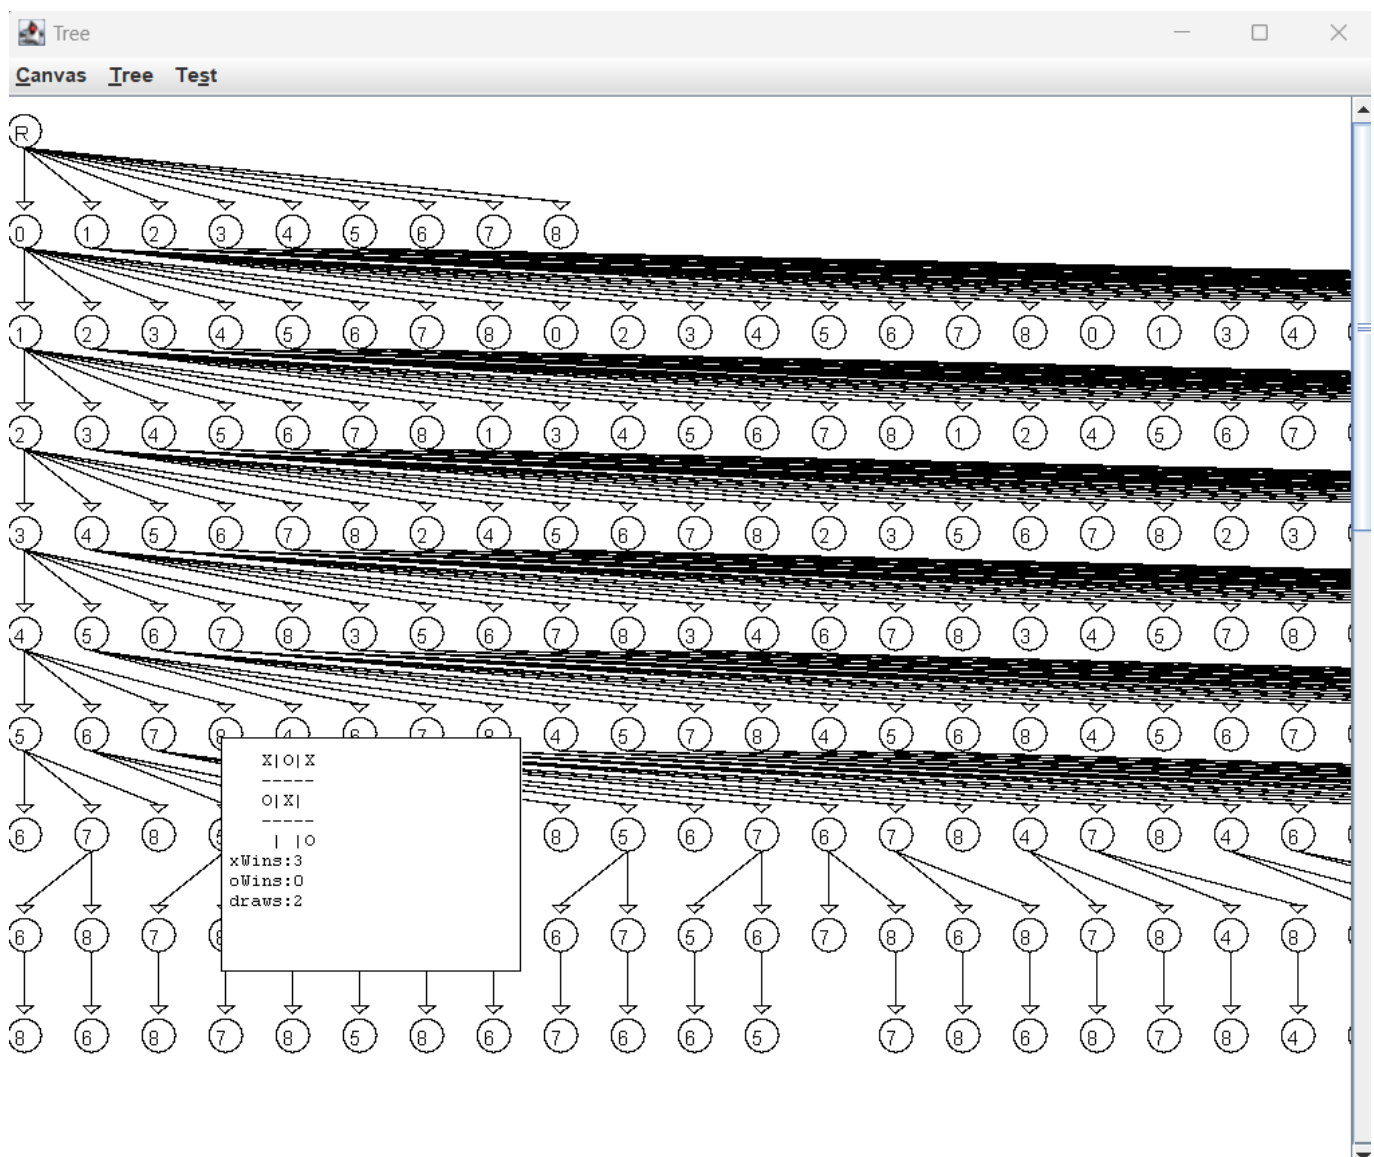 Tree
Canvas Tree Test
R
0 1 2 3 4 5 6 7 8
1 2 3 4 5 6 7 8 0 2 3 4 5 6 7 8 0 1 3 4
2 3 4 5 6 7 8 1 3 4 5 6 7 8 1 2 4 5 6 7
3 4 5 6 7 8 2 4 5 6 7 8 2 3 5 6 7 8 2 3
4 5 6 7 8 3 5 6 7 8 3 4 6 7 8 3 4 5 7 8
5 6 7 8 4 6 7 8 4 5 7 8 4 5 6 7 4 5 6 7
X|O|X
-----
O|X|
-----
| |O
xWins:3
oWins:0
draws:2
6 7 8 5 8 5 6 7 6 7 8 4 7 8 4 6
6 8 7 8 6 7 5 6 7 8 6 8 7 8 4 8
8 6 8 7 8 5 8 6 7 6 6 5 7 8 6 8 7 8 4